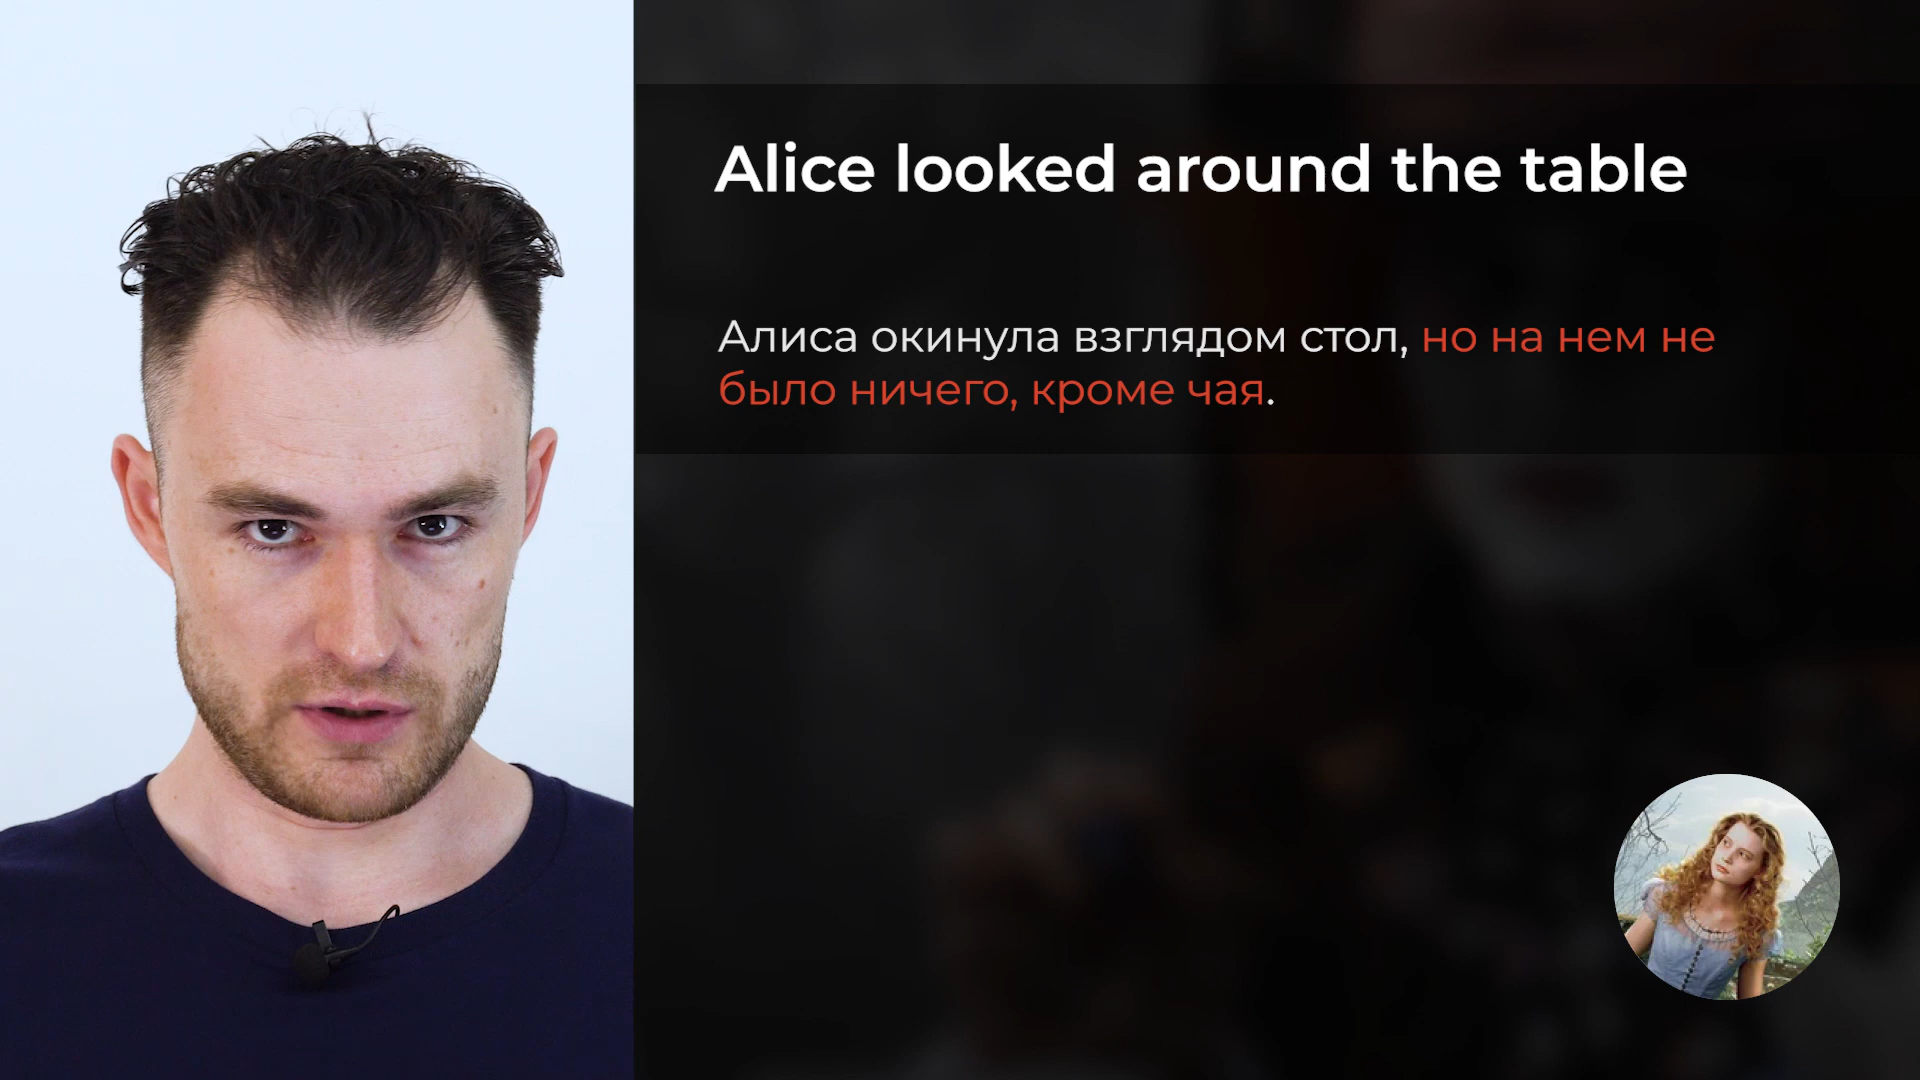 Alice looked around the table
Алиса окинула взглядом стол, но на нем не
было ничего, кроме чая.